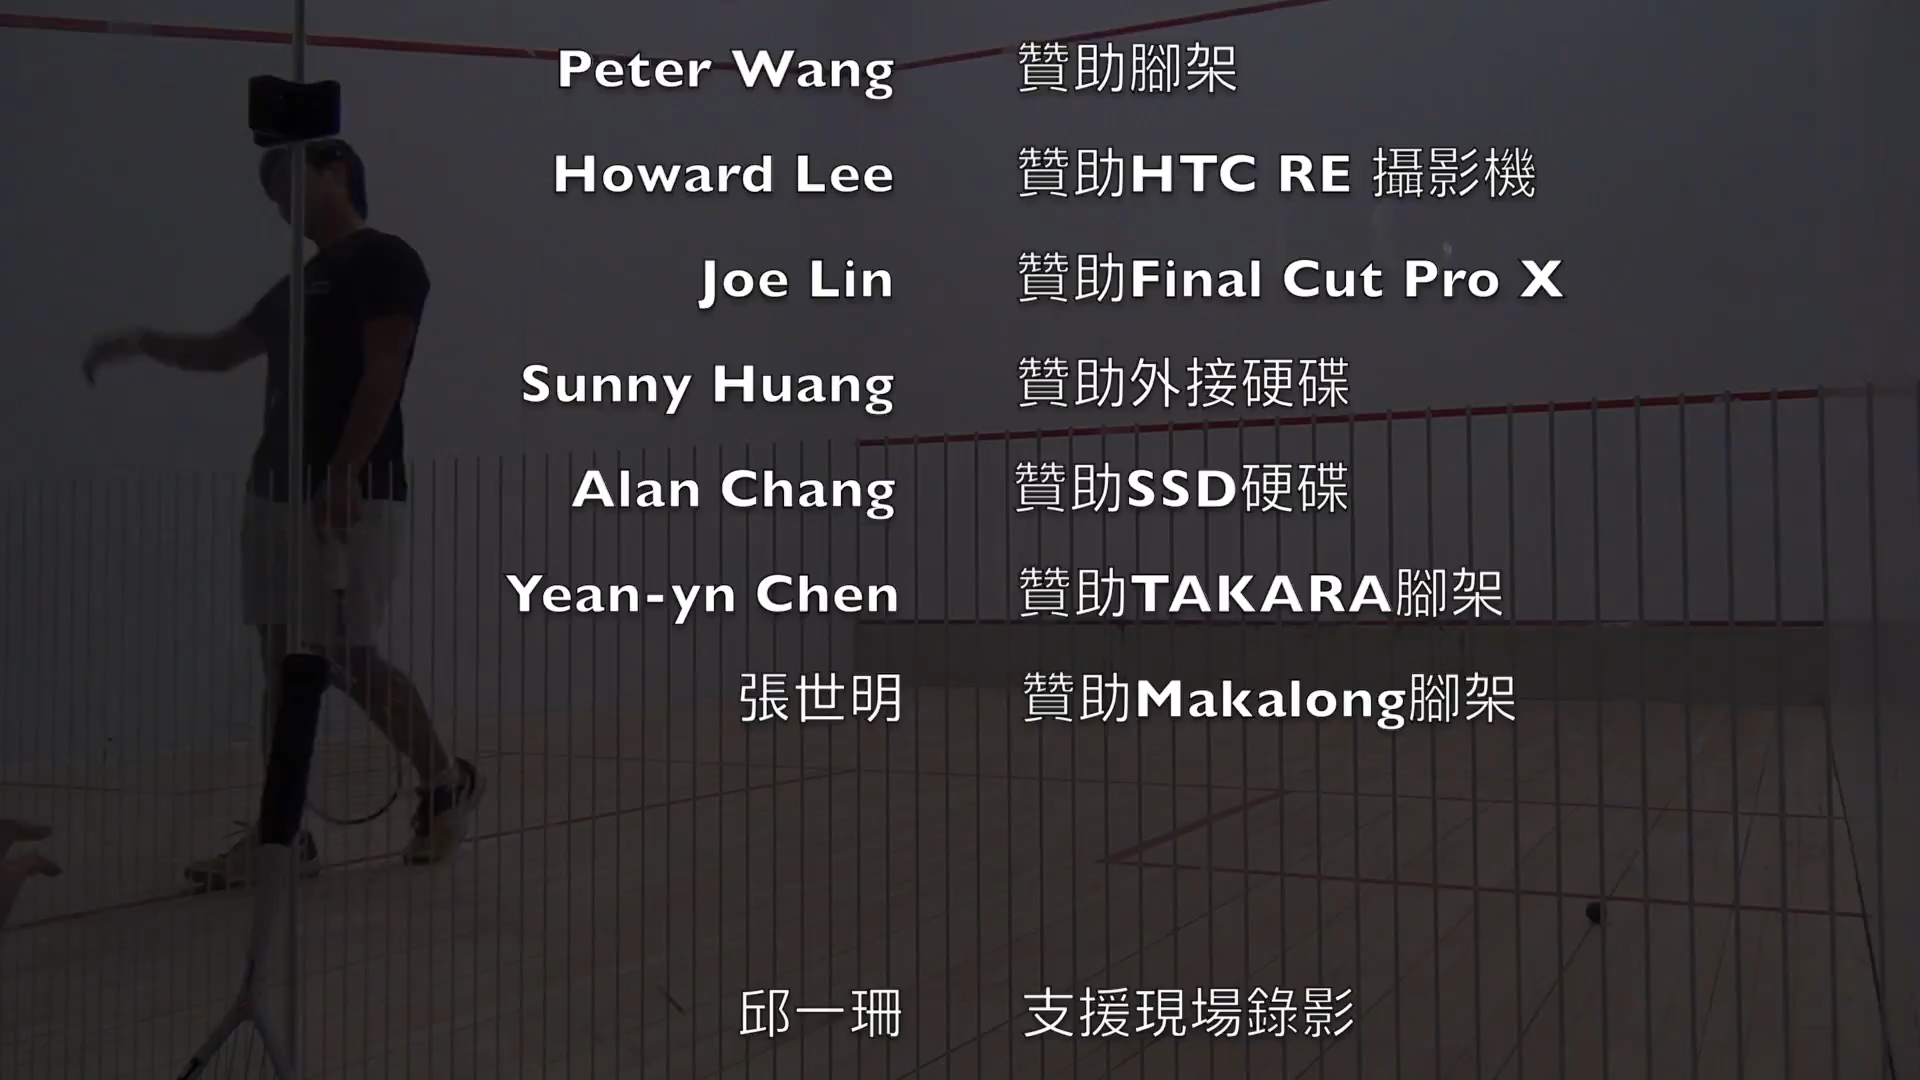 Peter Wang 贊助腳架
Howard Lee 贊助HTC RE 攝影機
Joe Lin 贊助Final Cut Pro X
Sunny Huang 贊助外接硬碟
Alan Chang 贊助SSD硬碟
Yean-yn Chen 贊助TAKARA腳架
張世明 贊助Makalong腳架
邱一珊 支援現場錄影